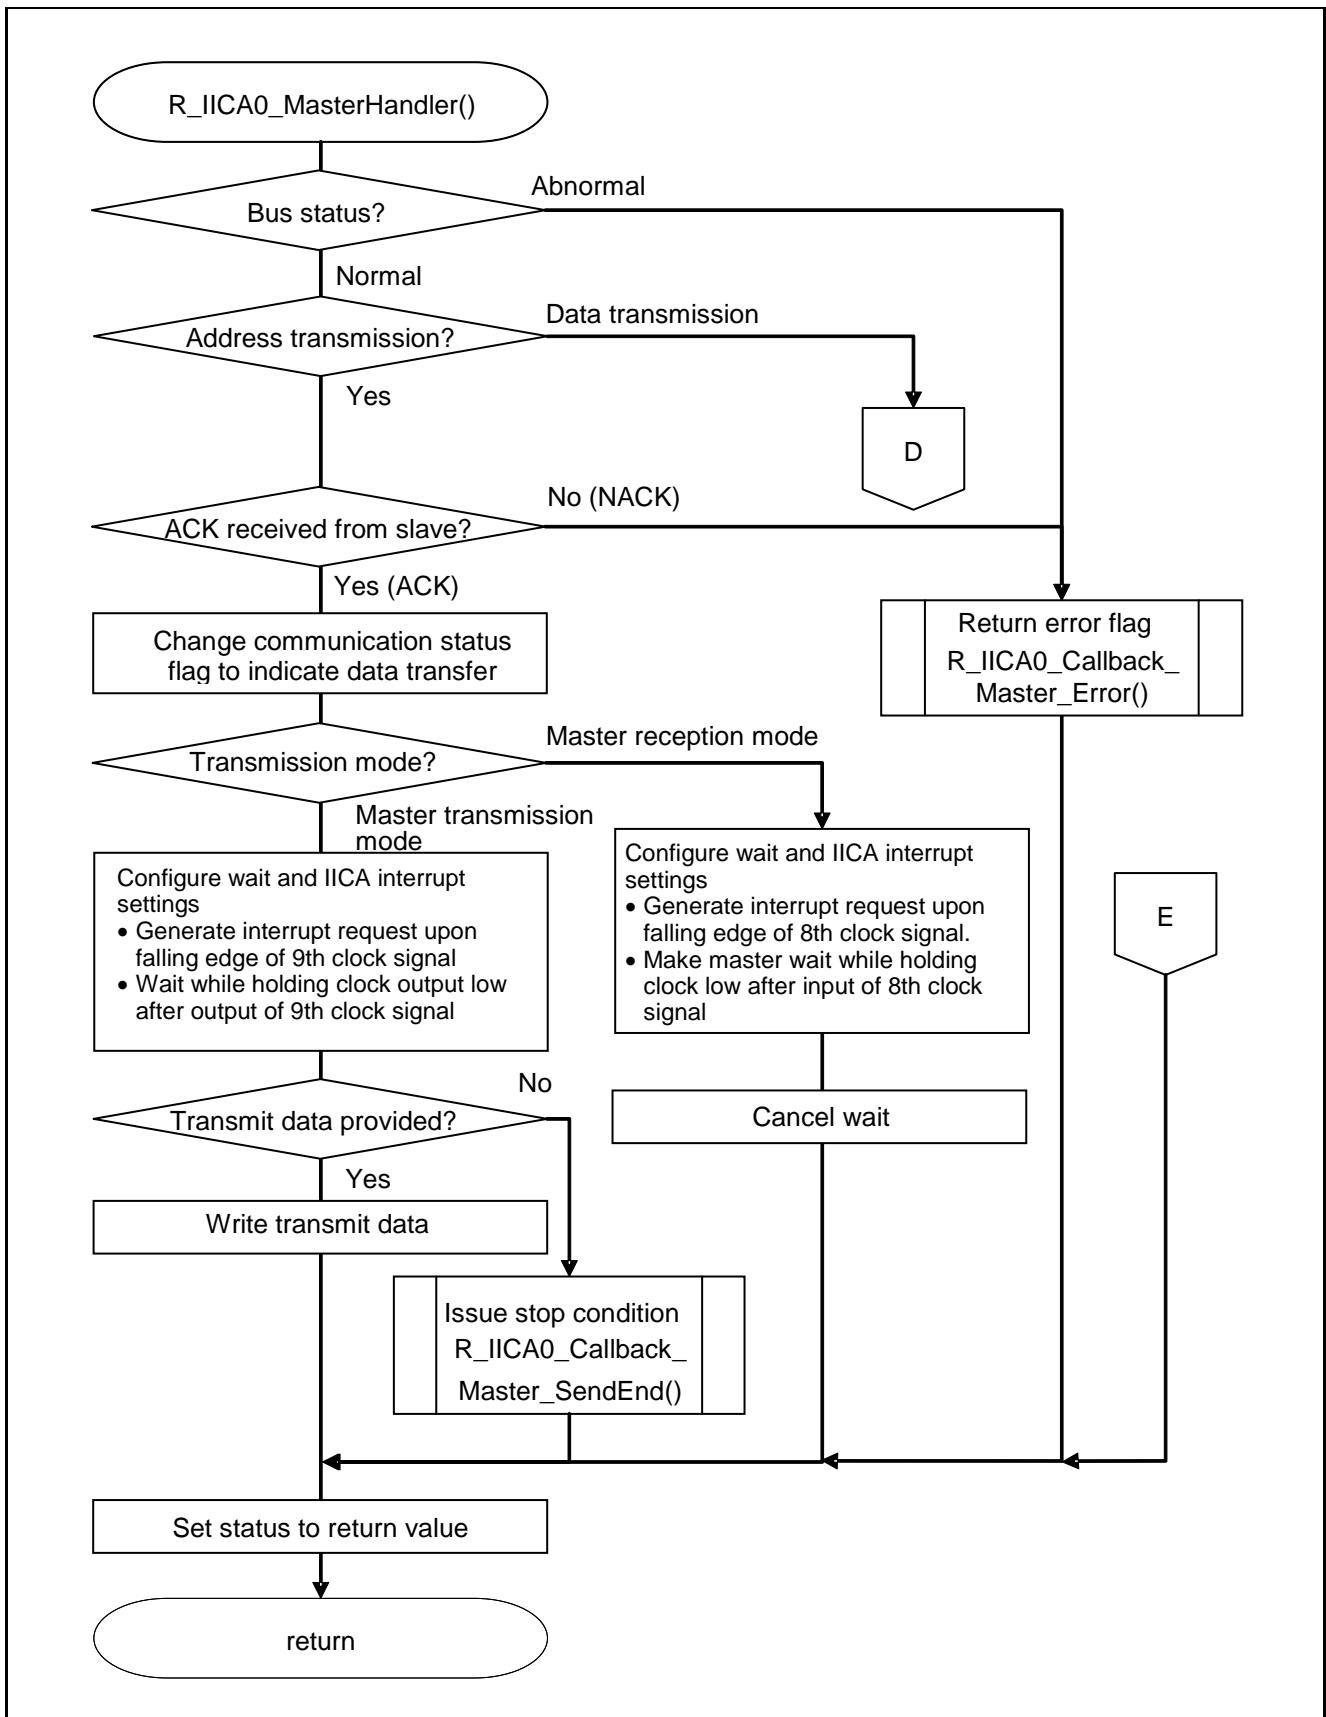 R_IICA0_MasterHandler()
Abnormal
Bus status?
Normal
Data transmission
Address transmission?
Yes
D
No (NACK)
ACK received from slave?
Yes (ACK)
Return error flag
R_IICA0_Callback_
Master_Error()
Change communication status
flag to indicate data transfer
Master reception mode
Transmission mode?
Master transmission
mode
Configure wait and IICA interrupt
settings
• Generate interrupt request upon
falling edge of 9th clock signal
• Wait while holding clock output low
after output of 9th clock signal
Configure wait and IICA interrupt
settings
• Generate interrupt request upon
falling edge of 8th clock signal.
• Make master wait while holding
clock low after input of 8th clock
signal
E
No
Transmit data provided?
Cancel wait
Yes
Write transmit data
Issue stop condition
R_IICA0_Callback_
Master_SendEnd()
Set status to return value
return